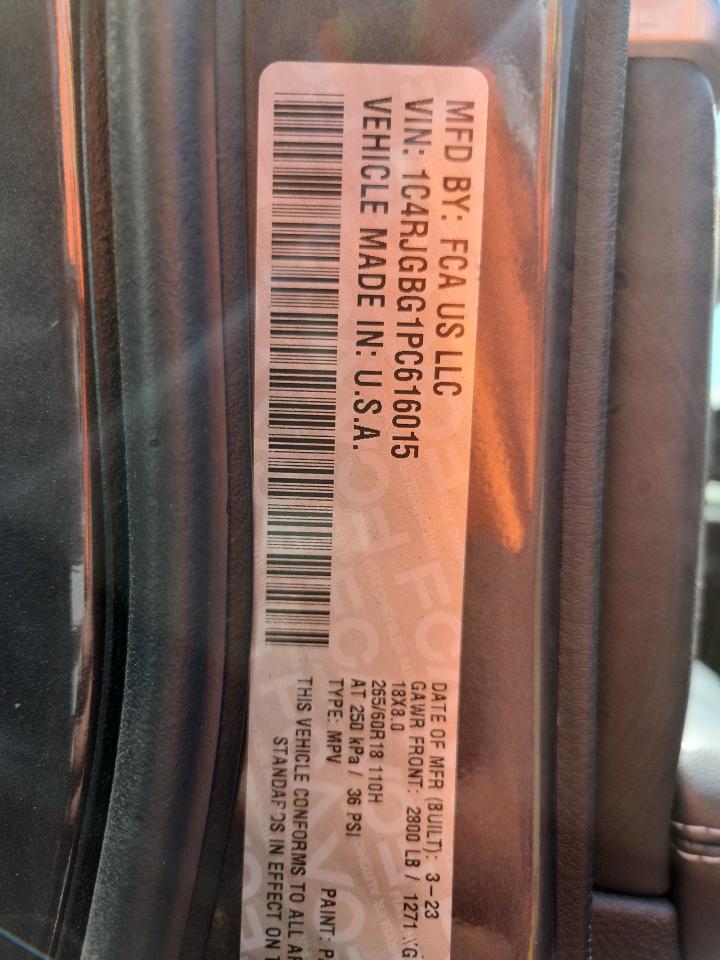 MFD BY: FCA US LLC
VIN: 1C4RJGBG1PC616015
VEHICLE MADE IN: U.S.A.
DATE OF MFR (BUILT): 3-23
GAWR FRONT: 2800 LB / 1271 KG
18X8.0
265/60R18 110H
AT 250 kPa / 36 PSI
TYPE: MPV PAINT:
THIS VEHICLE CONFORMS TO ALL
STANDARDS IN EFFECT ON